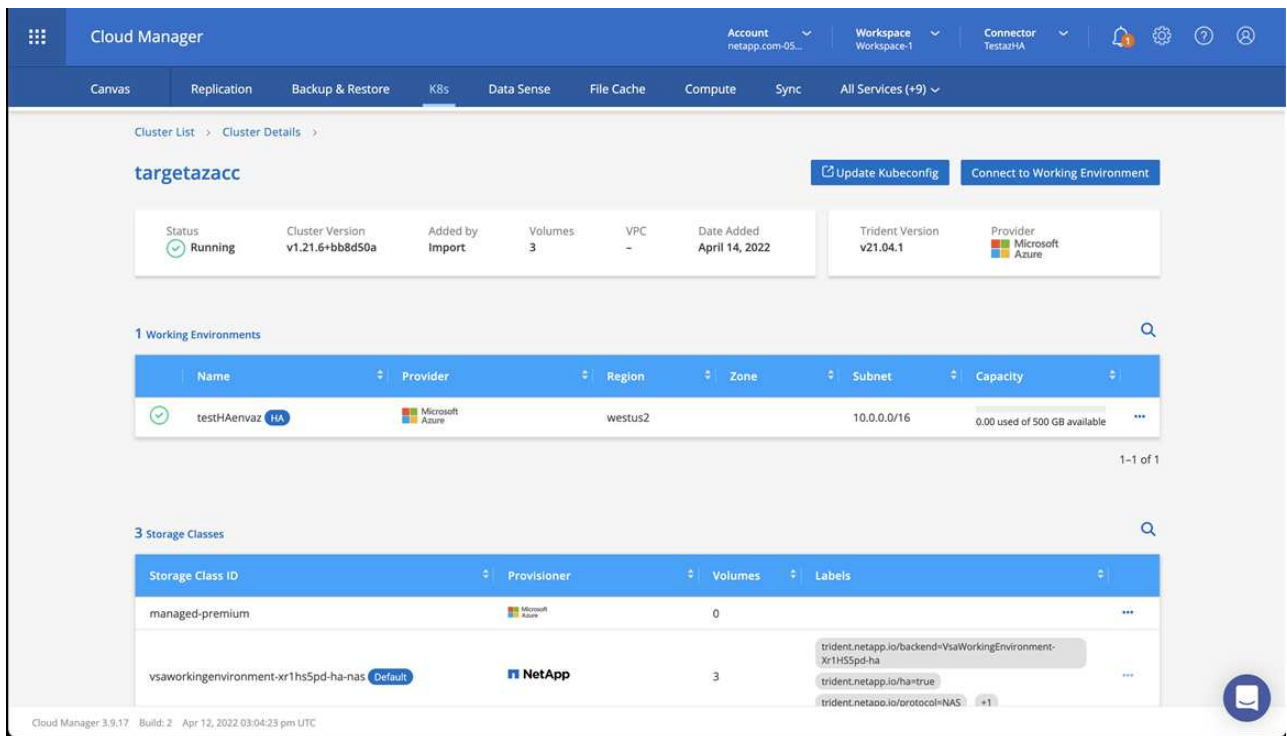 Cloud Manager
Account
netapp.com-05...
Workspace
Workspace-1
Connector
TestazHA
1
Canvas Replication Backup & Restore K8s Data Sense File Cache Compute Sync All Services (+9)
Cluster List > Cluster Details >
targetazacc
Update Kubeconfig
Connect to Working Environment
Status Cluster Version Added by Volumes VPC Date Added Trident Version Provider
Running v1.21.6+bb8d50a Import 3 – April 14, 2022 v21.04.1 Microsoft
Azure
1 Working Environments
Name Provider Region Zone Subnet Capacity
testHAenvaz HA Microsoft
Azure
westus2 10.0.0.0/16 0.00 used of 500 GB available
1–1 of 1
3 Storage Classes
Storage Class ID Provisioner Volumes Labels
managed-premium Microsoft
Azure
0
vsaworkingenvironment-xr1hs5pd-ha-nas Default NetApp 3
trident.netapp.io/backend=VsaWorkingEnvironment-
Xr1HS5pd-ha
trident.netapp.io/ha=true
trident.netapp.io/protocol=NAS +1
Cloud Manager 3.9.17 Build: 2 Apr 12, 2022 03:04:23 pm UTC